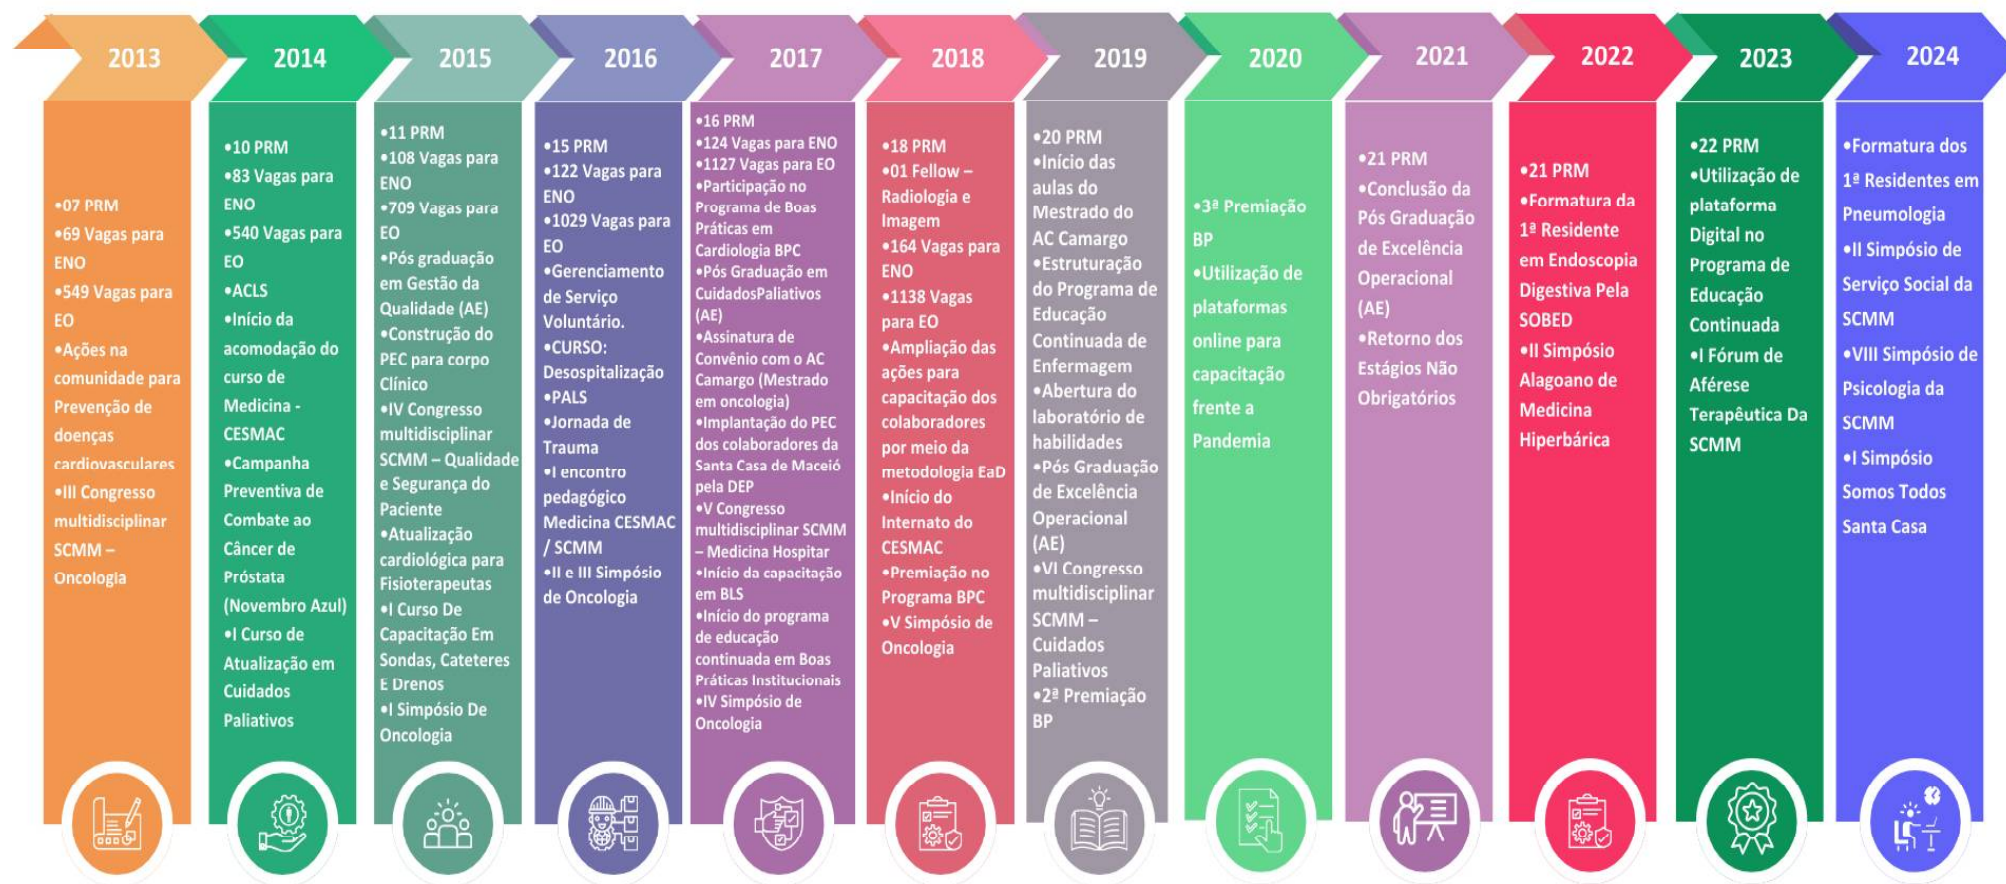 2013
•07 PRM
•69 Vagas para
ENO
•549 Vagas para
EO
•Ações na
comunidade para
Prevenção de
doenças
cardiovasculares
•III Congresso
multidisciplinar
SCMM –
Oncologia
2014
•10 PRM
•83 Vagas para
ENO
•540 Vagas para
EO
•ACLS
•Início da
acomodação do
curso de
Medicina -
CESMAC
•Campanha
Preventiva de
Combate ao
Câncer de
Próstata
(Novembro Azul)
•I Curso de
Atualização em
Cuidados
Paliativos
2015
•11 PRM
•108 Vagas para
ENO
•709 Vagas para
EO
•Pós graduação
em Gestão da
Qualidade (AE)
•Construção do
PEC para corpo
Clínico
•IV Congresso
multidisciplinar
SCMM – Qualidade
e Segurança do
Paciente
•Atualização
cardiológica para
Fisioterapeutas
•I Curso De
Capacitação Em
Sondas, Cateteres
E Drenos
•I Simpósio De
Oncologia
2016
•15 PRM
•122 Vagas para
ENO
•1029 Vagas para
EO
•Gerenciamento
de Serviço
Voluntário.
•CURSO:
Desospitalização
•PALS
•Jornada de
Trauma
•I encontro
pedagógico
Medicina CESMAC
/ SCMM
•II e III Simpósio
de Oncologia
2017
•16 PRM
•124 Vagas para ENO
•1127 Vagas para EO
•Participação no
Programa de Boas
Práticas em
Cardiologia BPC
•Pós Graduação em
CuidadosPaliativos
(AE)
•Assinatura de
Convênio com o AC
Camargo (Mestrado
em oncologia)
•Implantação do PEC
dos colaboradores da
Santa Casa de Maceió
pela DEP
•V Congresso
multidisciplinar SCMM
– Medicina Hospitar
•Início da capacitação
em BLS
•Início do programa
de educação
continuada em Boas
Práticas Institucionais
•IV Simpósio de
Oncologia
2018
•18 PRM
•01 Fellow –
Radiologia e
Imagem
•164 Vagas para
ENO
•1138 Vagas
para EO
•Ampliação das
ações para
capacitação dos
colaboradores
por meio da
metodologia EaD
•Início do
Internato do
CESMAC
•Premiação no
Programa BPC
•V Simpósio de
Oncologia
2019
•20 PRM
•Início das
aulas do
Mestrado do
AC Camargo
•Estruturação
do Programa de
Educação
Continuada de
Enfermagem
•Abertura do
laboratório de
habilidades
•Pós Graduação
de Excelência
Operacional
(AE)
•VI Congresso
multidisciplinar
SCMM –
Cuidados
Paliativos
•2ª Premiação
BP
2020
•3ª Premiação
BP
•Utilização de
plataformas
online para
capacitação
frente a
Pandemia
2021
•21 PRM
•Conclusão da
Pós Graduação
de Excelência
Operacional
(AE)
•Retorno dos
Estágios Não
Obrigatórios
2022
•21 PRM
•Formatura da
1ª Residente
em Endoscopia
Digestiva Pela
SOBED
•II Simpósio
Alagoano de
Medicina
Hiperbárica
2023
•22 PRM
•Utilização de
plataforma
Digital no
Programa de
Educação
Continuada
•I Fórum de
Aférese
Terapêutica Da
SCMM
2024
•Formatura dos
1ª Residentes em
Pneumologia
•II Simpósio de
Serviço Social da
SCMM
•VIII Simpósio de
Psicologia da
SCMM
•I Simpósio
Somos Todos
Santa Casa